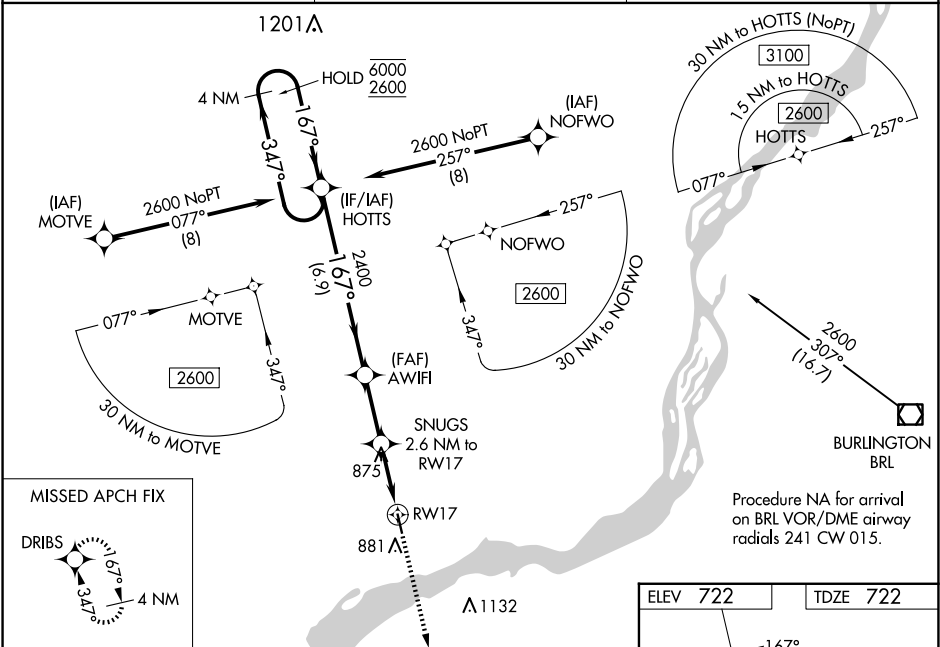 1201
HOLD 6000
2600
4 NM
167°
347°
(IAF)
NOFWO
2600 NoPT
257°
(8)
30 NM to HOTTS (NoPT)
3100
15 NM to HOTTS
2600
HOTTS
257°
077°
(IAF)
MOTVE
2600 NoPT
077°
(8)
(IF/IAF)
HOTTS
2400
167°
(6.9)
257°
NOFWO
2600
347°
30 NM to NOFWO
077°
MOTVE
347°
2600
30 NM to MOTVE
(FAF)
AWIFI
2600
307°
(16.7)
BURLINGTON
BRL
SNUGS
2.6 NM to
RW17
875
RW17
881
1132
Procedure NA for arrival
on BRL VOR/DME airway
radials 241 CW 015.
MISSED APCH FIX
DRIBS
167°
347°
4 NM
ELEV 722
TDZE 722
167°